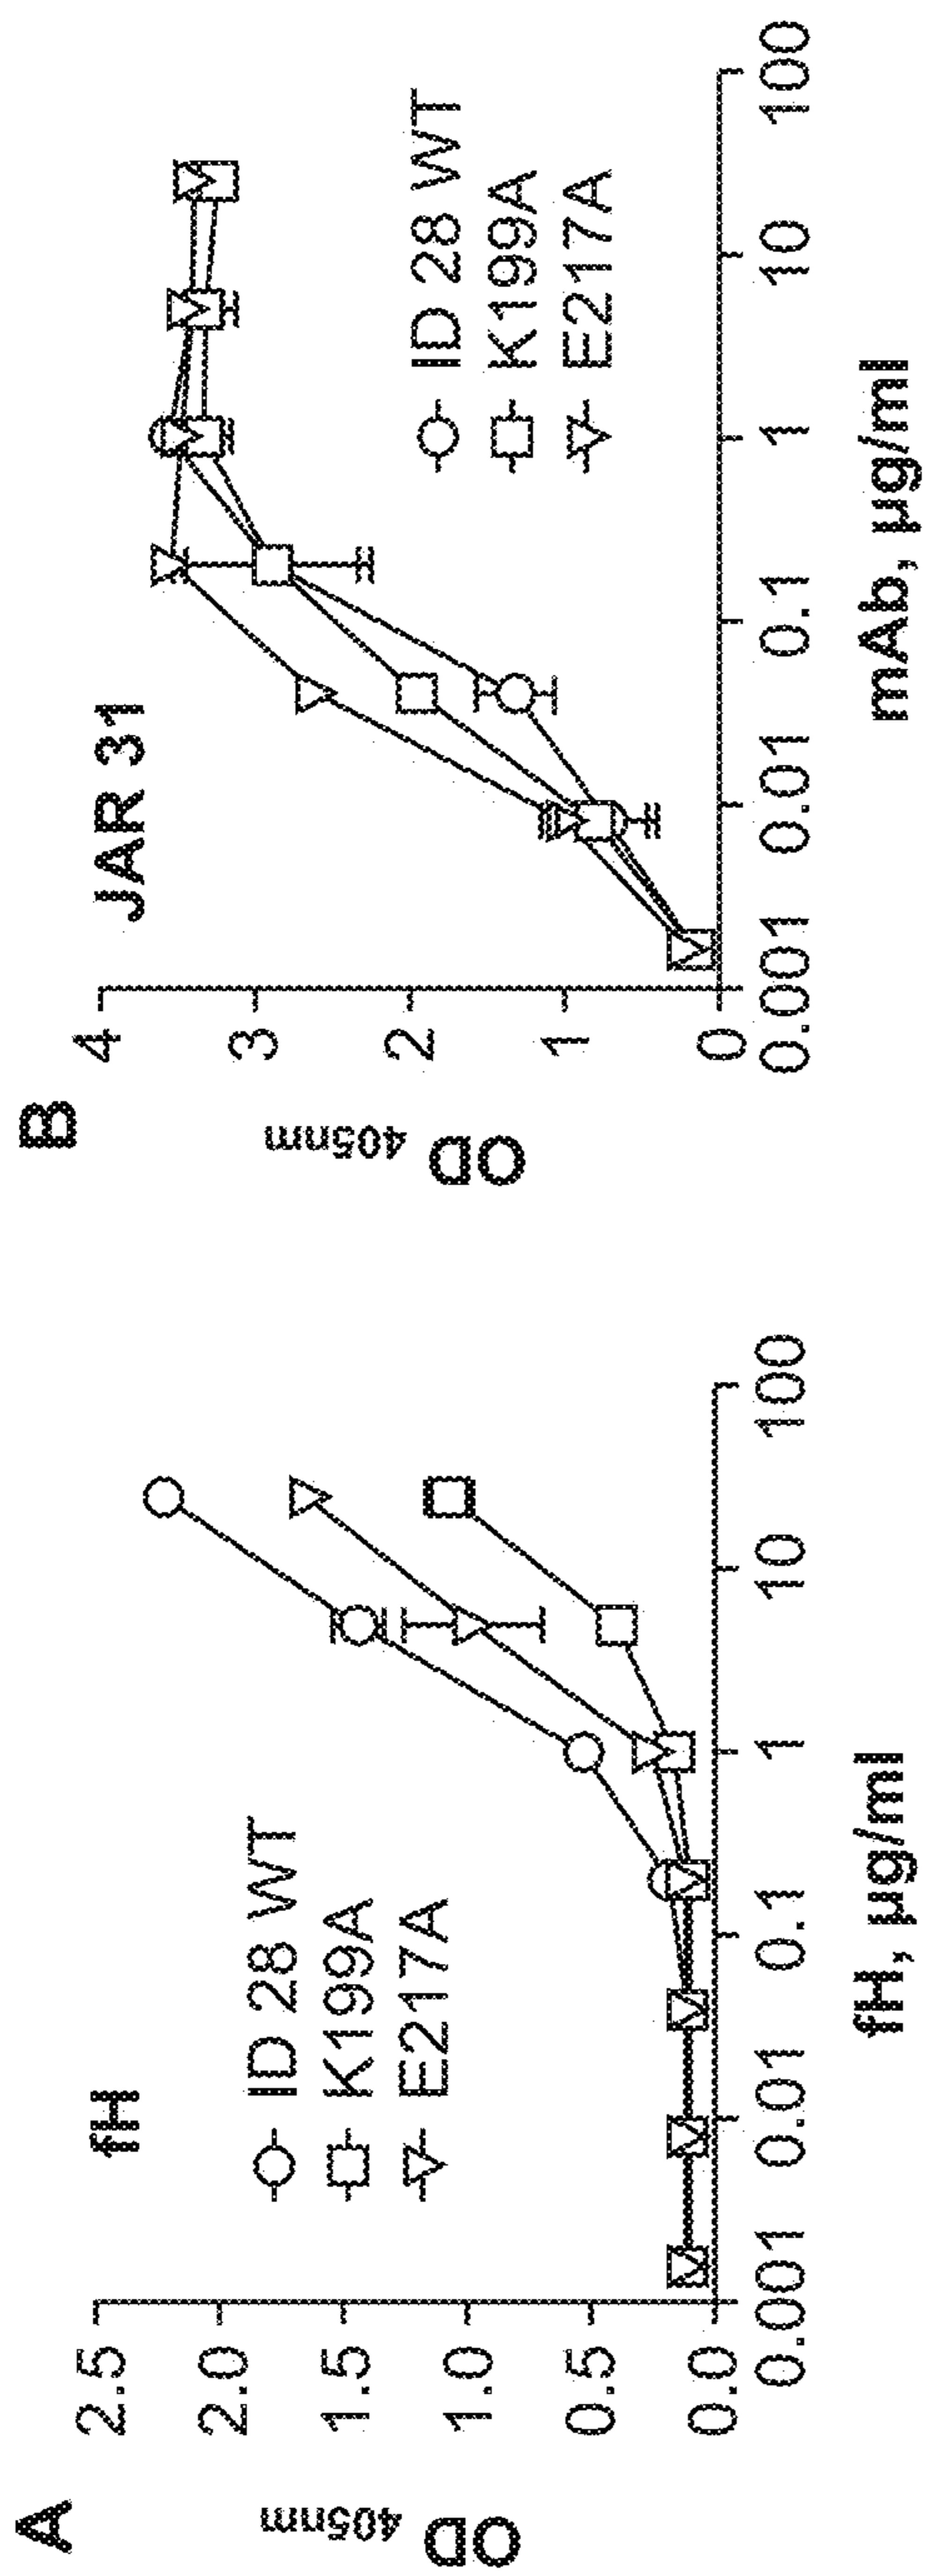 A
fH
OD 405nm
2.5
2.0
1.5
1.0
0.5
0.0
ID 28 WT
K199A
E217A
0.001 0.01 0.1 1 10 100
fH, µg/ml
B
JAR 31
OD 405nm
4
3
2
1
0
ID 28 WT
K199A
E217A
0.001 0.01 0.1 1 10 100
mAb, µg/ml